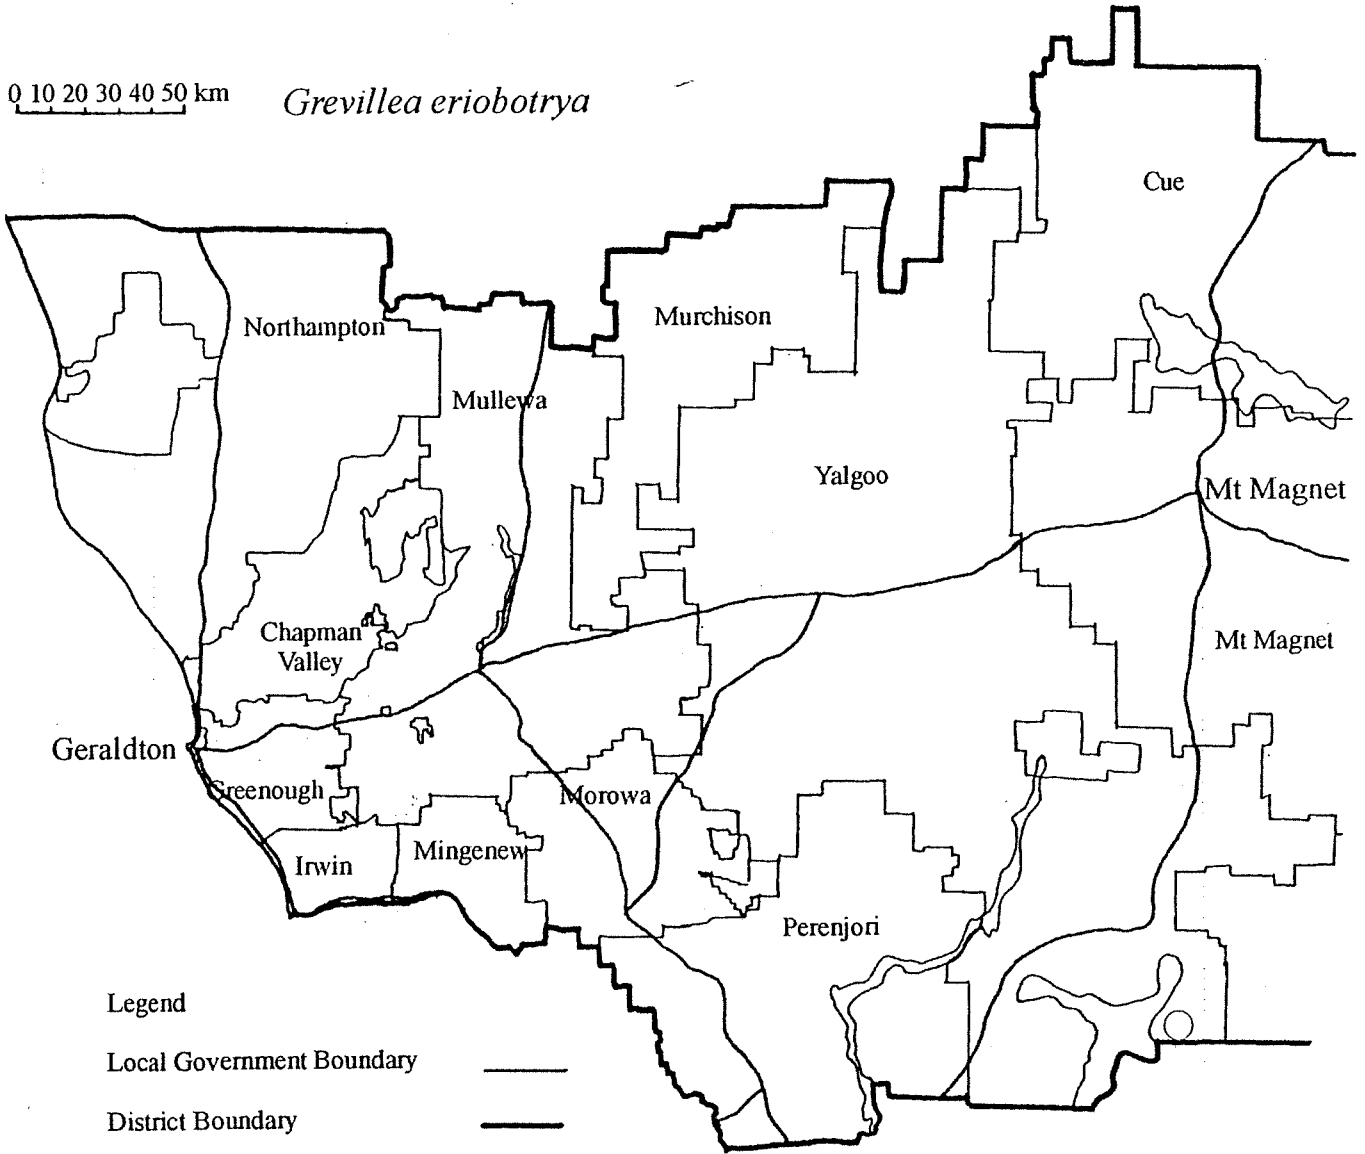 0 10 20 30 40 50 km
Grevillea eriobotrya
Cue
Northampton
Murchison
Mullewa
Yalgoo
Mt Magnet
Chapman
Valley
Mt Magnet
Geraldton
Greenough
Morowa
Irwin
Mingenew
Perenjori
Legend
Local Government Boundary
District Boundary